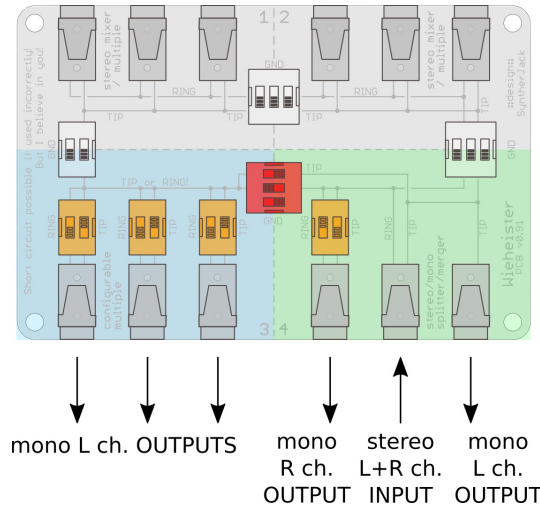 1 2
stereo mixer
/ multiple
stereo mixer
/ multiple
Short circuit possible if used incorrectly!
But I believe in you!
::design::
SyntherJack
GND
RING
RING
TIP
TIP
TIP
TIP
TIP
GND
GND
TIP
TIP or RING!
RING
TIP
RING
TIP
RING
TIP
GND
RING
TIP
RING
TIP
configurable
multiple
stereo/mono
splitter/merger
Wieheister
PCB v0.91
3 4
mono L ch. OUTPUTS
mono
R ch.
OUTPUT
stereo
L+R ch.
INPUT
mono
L ch.
OUTPUT